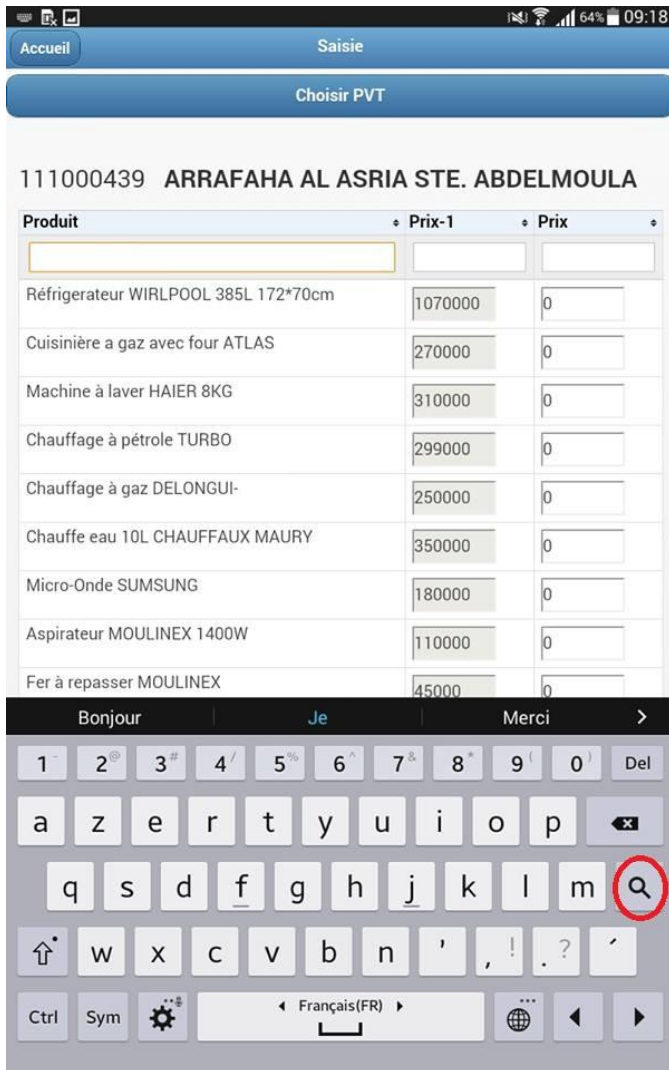 64% 09:18
Accueil Saisie
Choisir PVT
111000439 ARRAFAHA AL ASRIA STE. ABDELMOULA
Produit Prix-1 Prix
Réfrigerateur WIRLPOOL 385L 172*70cm 1070000 0
Cuisinière a gaz avec four ATLAS 270000 0
Machine à laver HAIER 8KG 310000 0
Chauffage à pétrole TURBO 299000 0
Chauffage à gaz DELONGUI- 250000 0
Chauffe eau 10L CHAUFFAUX MAURY 350000 0
Micro-Onde SUMSUNG 180000 0
Aspirateur MOULINEX 1400W 110000 0
Fer à repasser MOULINEX 45000 0
Bonjour Je Merci >
1 - 2 @ 3 # 4 / 5 % 6 ^ 7 & 8 * 9 ( 0 ) Del
a z e r t y u i o p
q s d f g h j k l m
w x c v b n ' , ! . ? ´
Ctrl Sym Français(FR)